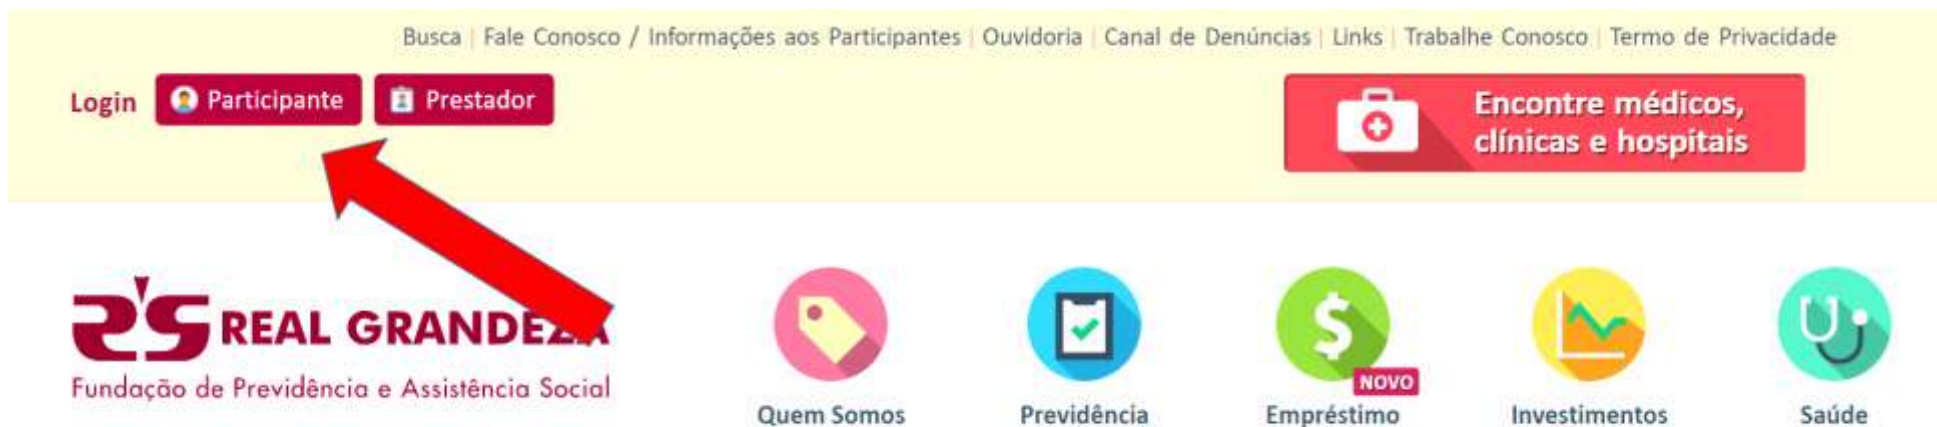 Busca | Fale Conosco / Informações aos Participantes | Ouvidoria | Canal de Denúncias | Links | Trabalhe Conosco | Termo de Privacidade
Login Participante Prestador
Encontre médicos,
clínicas e hospitais
REAL GRANDEZA
Fundação de Previdência e Assistência Social
NOVO
Quem Somos Previdência Empréstimo Investimentos Saúde